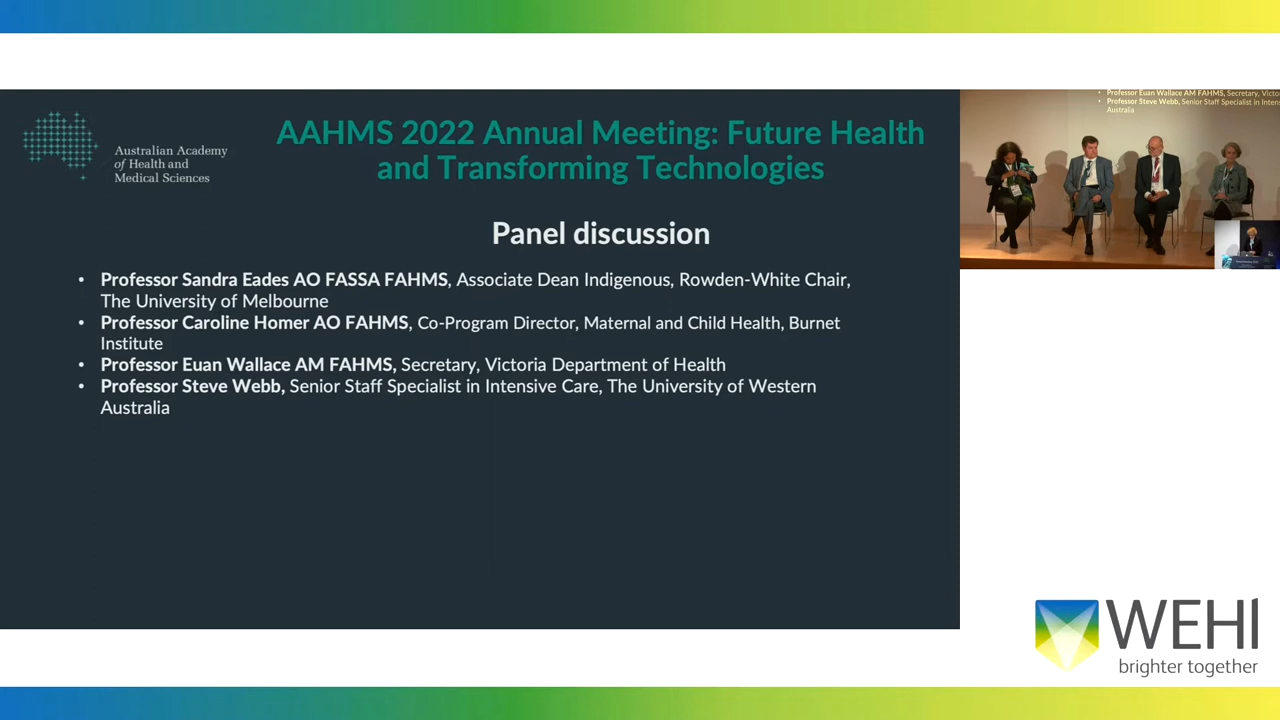 Australian Academy
of Health and
Medical Sciences
AAHMS 2022 Annual Meeting: Future Health
and Transforming Technologies
Panel discussion
• Professor Sandra Eades AO FASSA FAHMS, Associate Dean Indigenous, Rowden-White Chair,
The University of Melbourne
• Professor Caroline Homer AO FAHMS, Co-Program Director, Maternal and Child Health, Burnet
Institute
• Professor Euan Wallace AM FAHMS, Secretary, Victoria Department of Health
• Professor Steve Webb, Senior Staff Specialist in Intensive Care, The University of Western
Australia
• Professor Euan Wallace AM FAHMS, Secretary, Victo
• Professor Steve Webb, Senior Staff Specialist in Inten
Australia
WEHI
brighter together